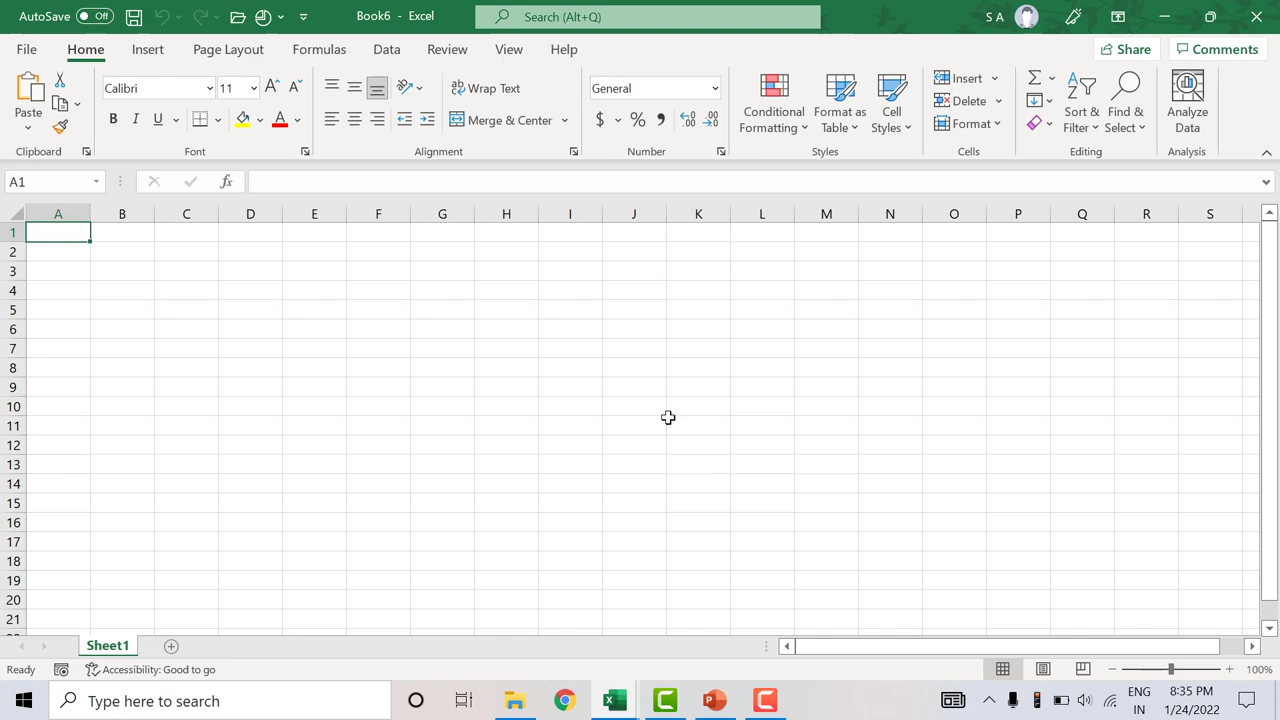 AutoSave Off Book6 - Excel Search (Alt+Q) S A
File Home Insert Page Layout Formulas Data Review View Help Share Comments
Calibri 11 ab Wrap Text General Insert
Paste B I U A Merge & Center $ % , Conditional Formatting Format as Table Cell Styles Delete Sort & Filter Find & Select Analyze Data
Format
Clipboard Font Alignment Number Styles Cells Editing Analysis
A1 fx
A B C D E F G H I J K L M N O P Q R S
1
2
3
4
5
6
7
8
9
10
11
12
13
14
15
16
17
18
19
20
21
Sheet1
Ready Accessibility: Good to go 100%
Type here to search ENG IN 8:35 PM 1/24/2022